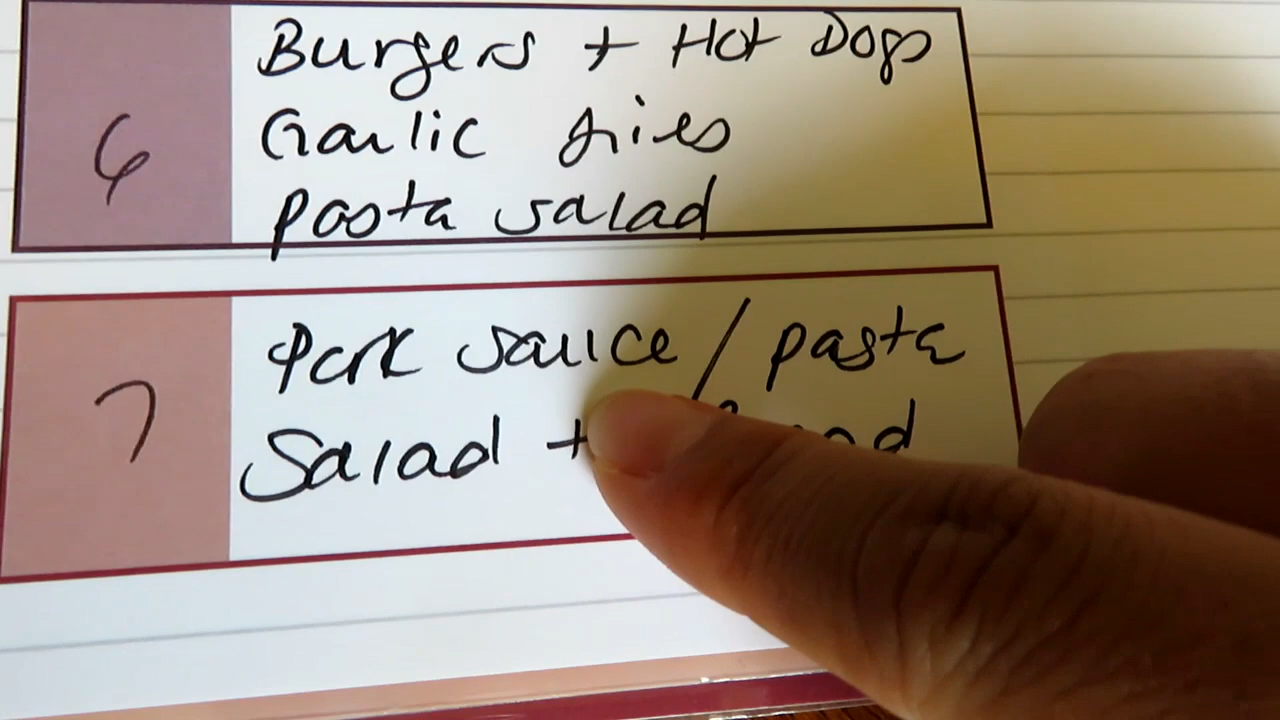 6
Burgers + Hot Dogs
Garlic fries
pasta salad
7
Pork sauce / pasta
Salad +